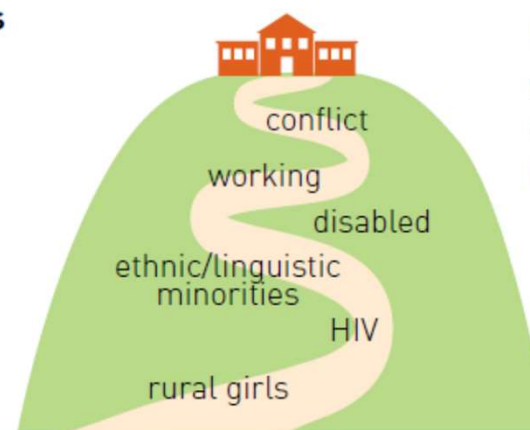 s
conflict
working
disabled
ethnic/linguistic
minorities
HIV
rural girls